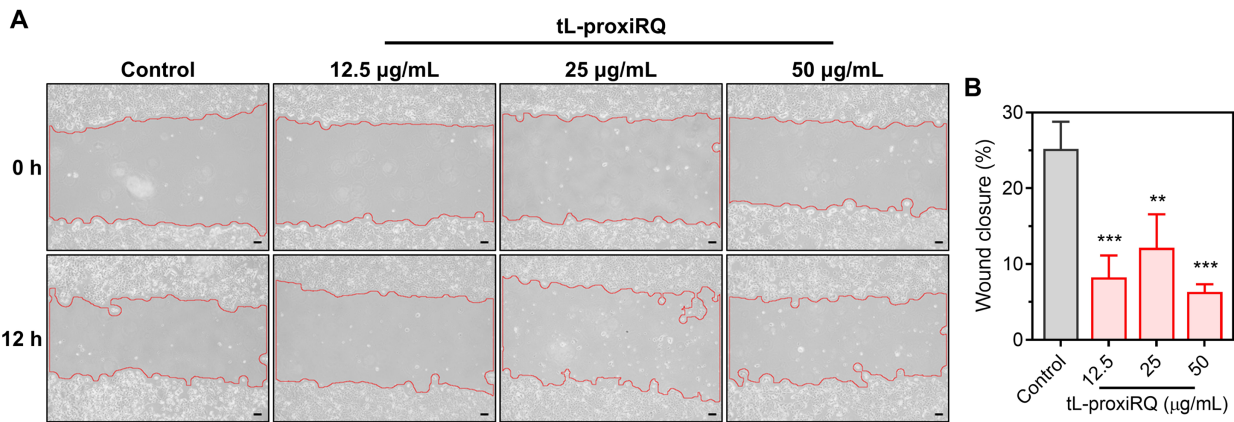 A
tL-proxiRQ
Control
12.5 µg/mL
25 µg/mL
50 µg/mL
0 h
12 h
B
Wound closure (%)
30
20
10
0
***
**
***
Control
12.5
25
50
tL-proxiRQ (µg/mL)